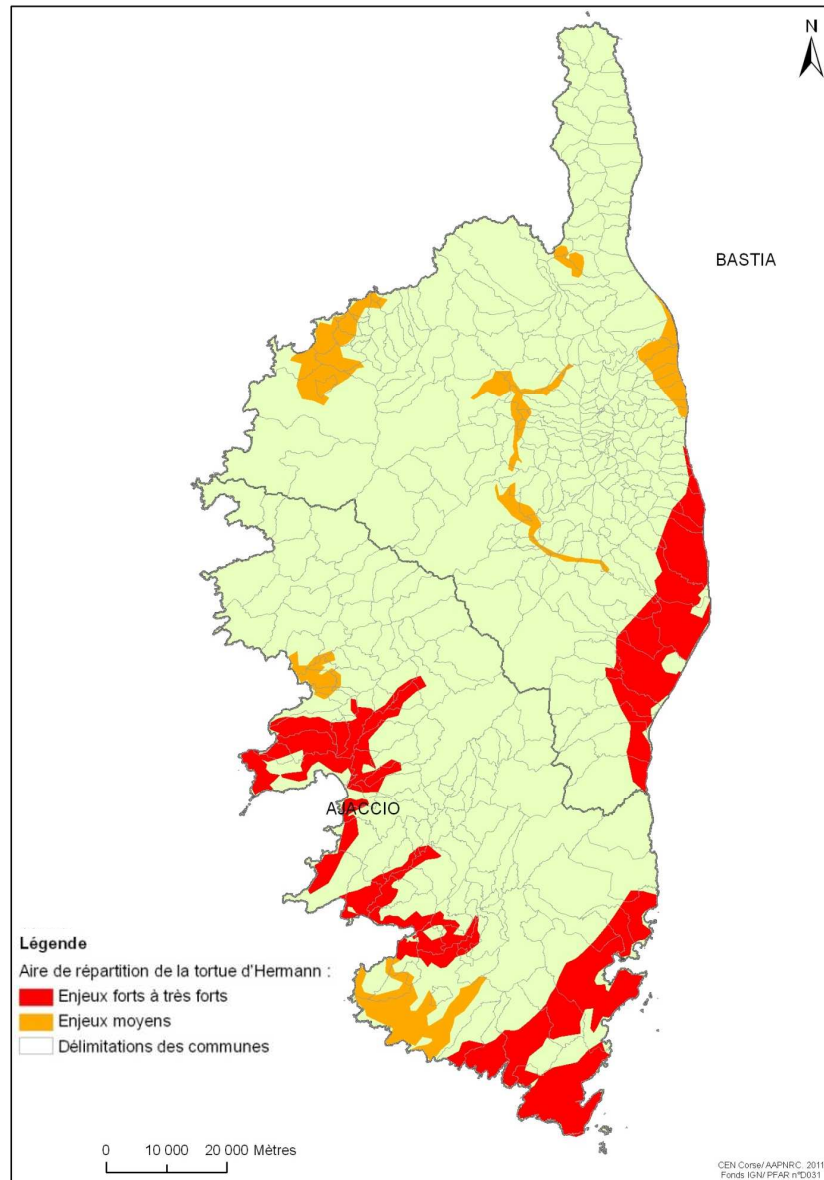 N
BASTIA
AJACCIO
Légende
Aire de répartition de la tortue d'Hermann :
Enjeux forts à très forts
Enjeux moyens
Délimitations des communes
0 10 000 20 000 Mètres
CEN Corse/ AAPNRC. 2011
Fonds IGN/ PFAR n°D031